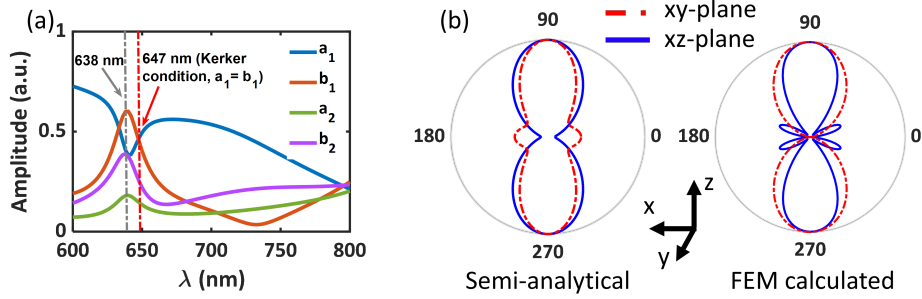 (a)
1
0.5
0
Amplitude (a.u.)
638 nm
647 nm (Kerker
condition, a₁= b₁)
a₁
b₁
a₂
b₂
600
650
700
750
800
λ (nm)
(b)
xy-plane
xz-plane
90
180
0
270
Semi-analytical
90
180
0
270
FEM calculated
z
x
y